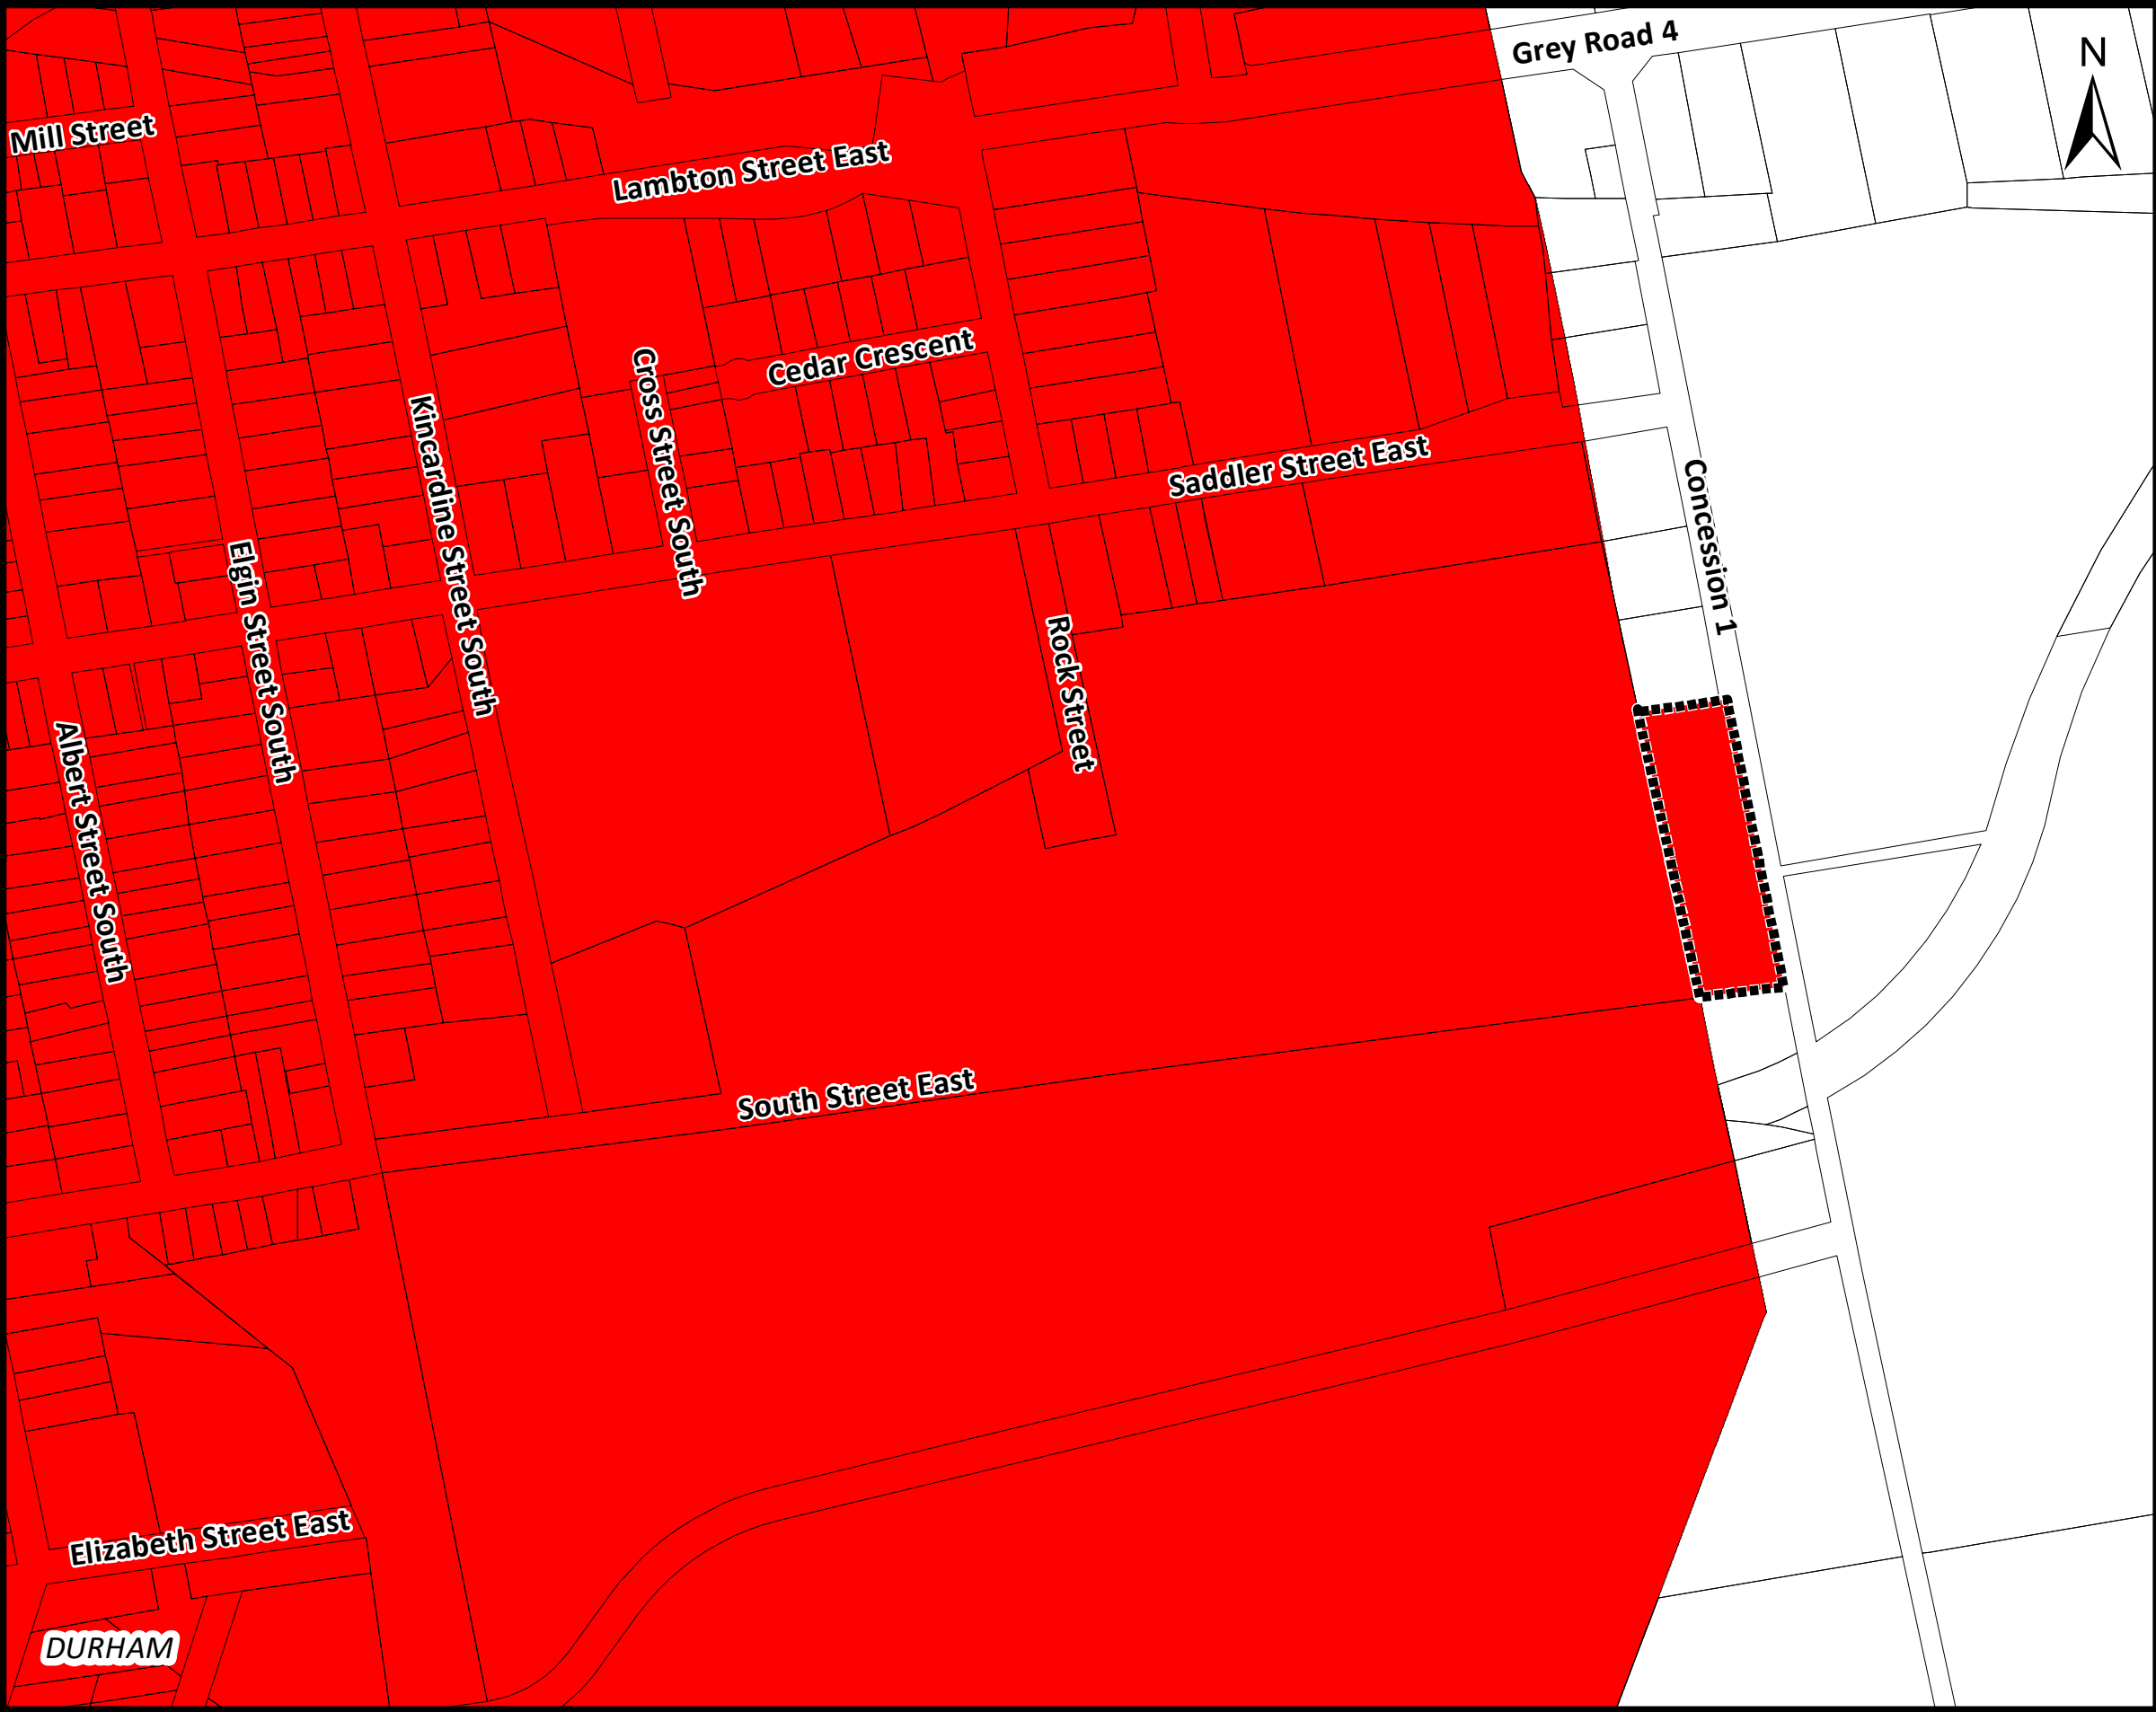 Grey Road 4
N
Mill Street
Lambton Street East
Cedar Crescent
Cross Street South
Kincardine Street South
Saddler Street East
Concession 1
Elgin Street South
Rock Street
Albert Street South
South Street East
Elizabeth Street East
DURHAM